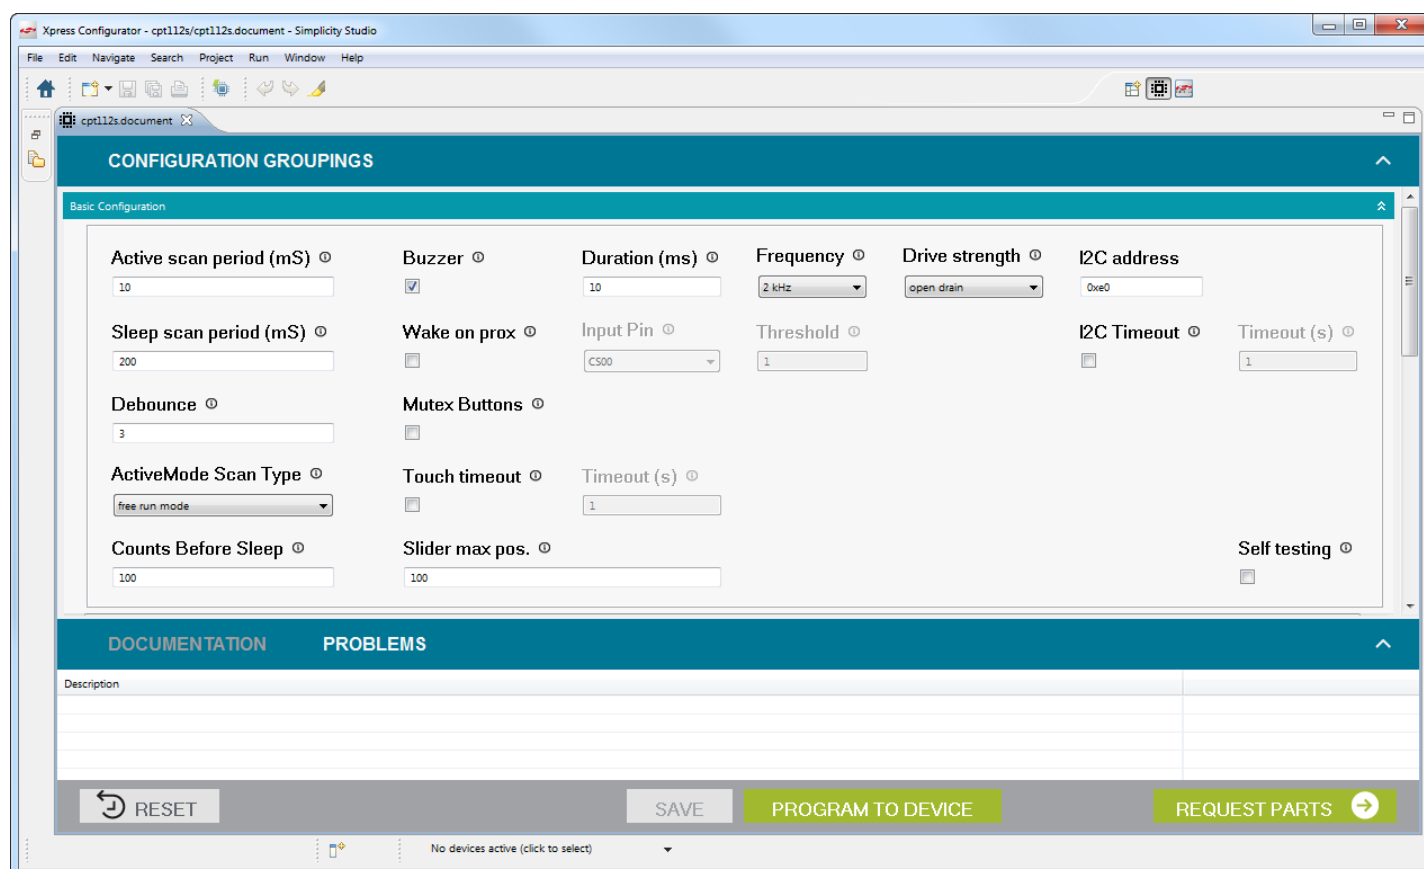 Xpress Configurator - cpt112s/cpt112s.document - Simplicity Studio
File Edit Navigate Search Project Run Window Help
cpt112s.document
CONFIGURATION GROUPINGS
Basic Configuration
Active scan period (mS) Buzzer Duration (ms) Frequency Drive strength I2C address
10 10 2 kHz open drain 0xe0
Sleep scan period (mS) Wake on prox Input Pin Threshold I2C Timeout Timeout (s)
200 CS00 1 1
Debounce Mutex Buttons
3
ActiveMode Scan Type Touch timeout Timeout (s)
free run mode 1
Counts Before Sleep Slider max pos. Self testing
100 100
DOCUMENTATION PROBLEMS
Description
RESET SAVE PROGRAM TO DEVICE REQUEST PARTS
No devices active (click to select)